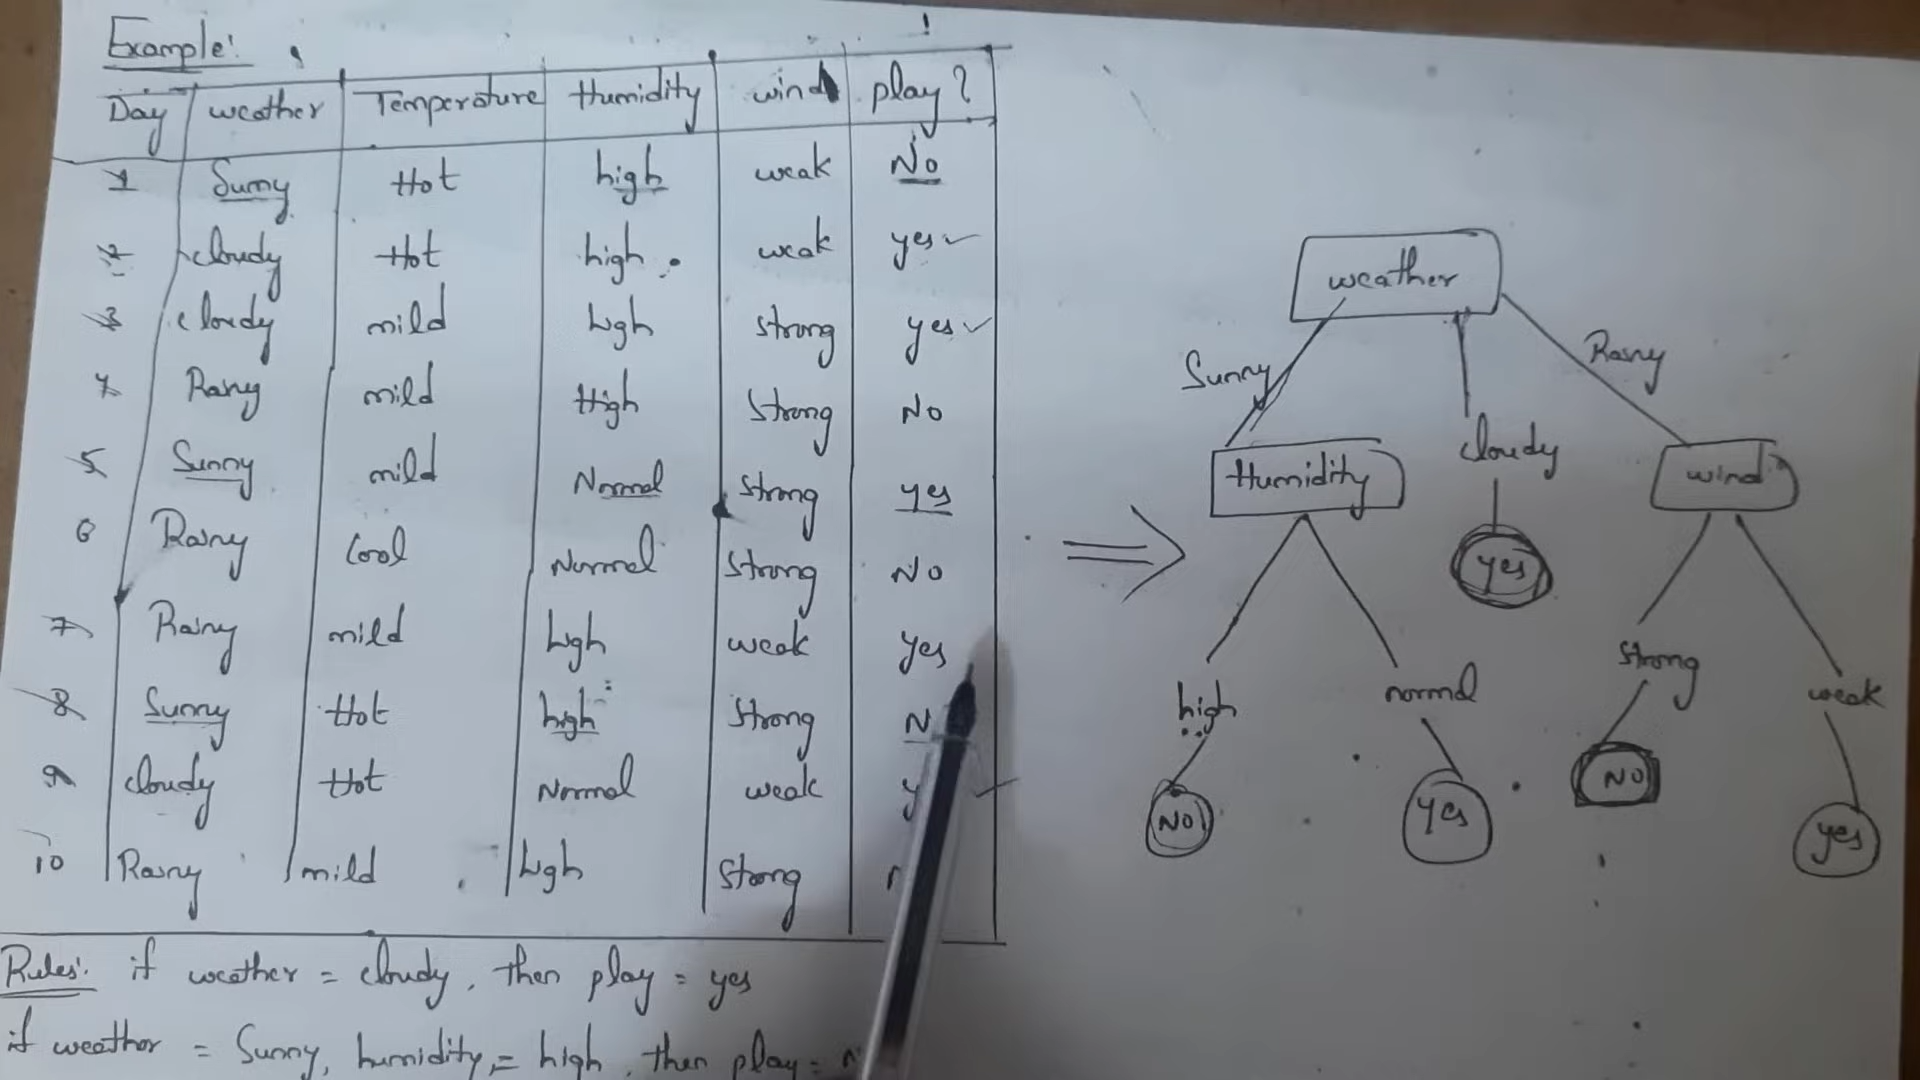 Example:
Day weather Temperature Humidity wind play?
1 Sunny Hot high weak No
2 cloudy Hot high weak yes
3 cloudy mild high strong yes
4 Rainy mild High Strong No
5 Sunny mild Normal Strong yes
6 Rainy Cool Normal Strong No
7 Rainy mild high weak yes
8 Sunny Hot high Strong
9 cloudy Hot Normal weak
10 Rainy mild high Strong
Rules: if weather = cloudy, then play = yes
if weather = Sunny, humidity = high, then play =
weather
Sunny
Rainy
cloudy
Humidity
wind
yes
high
normal
strong
weak
No
yes
No
yes